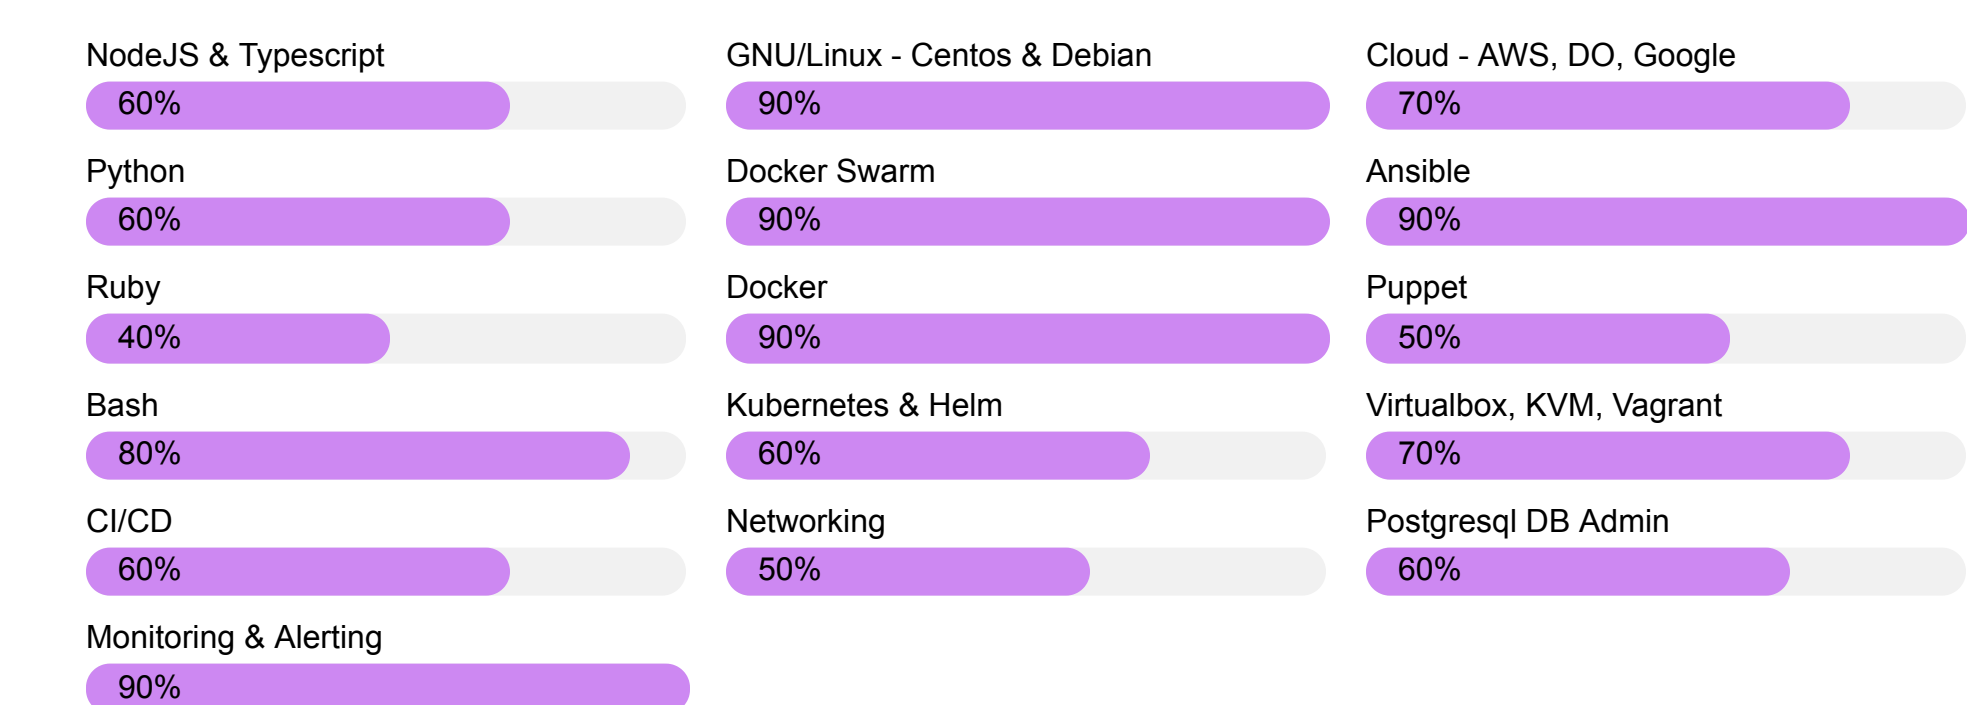 NodeJS & Typescript
60%
Python
60%
Ruby
40%
Bash
80%
CI/CD
60%
Monitoring & Alerting
90%
GNU/Linux - Centos & Debian
90%
Docker Swarm
90%
Docker
90%
Kubernetes & Helm
60%
Networking
50%
Cloud - AWS, DO, Google
70%
Ansible
90%
Puppet
50%
Virtualbox, KVM, Vagrant
70%
Postgresql DB Admin
60%